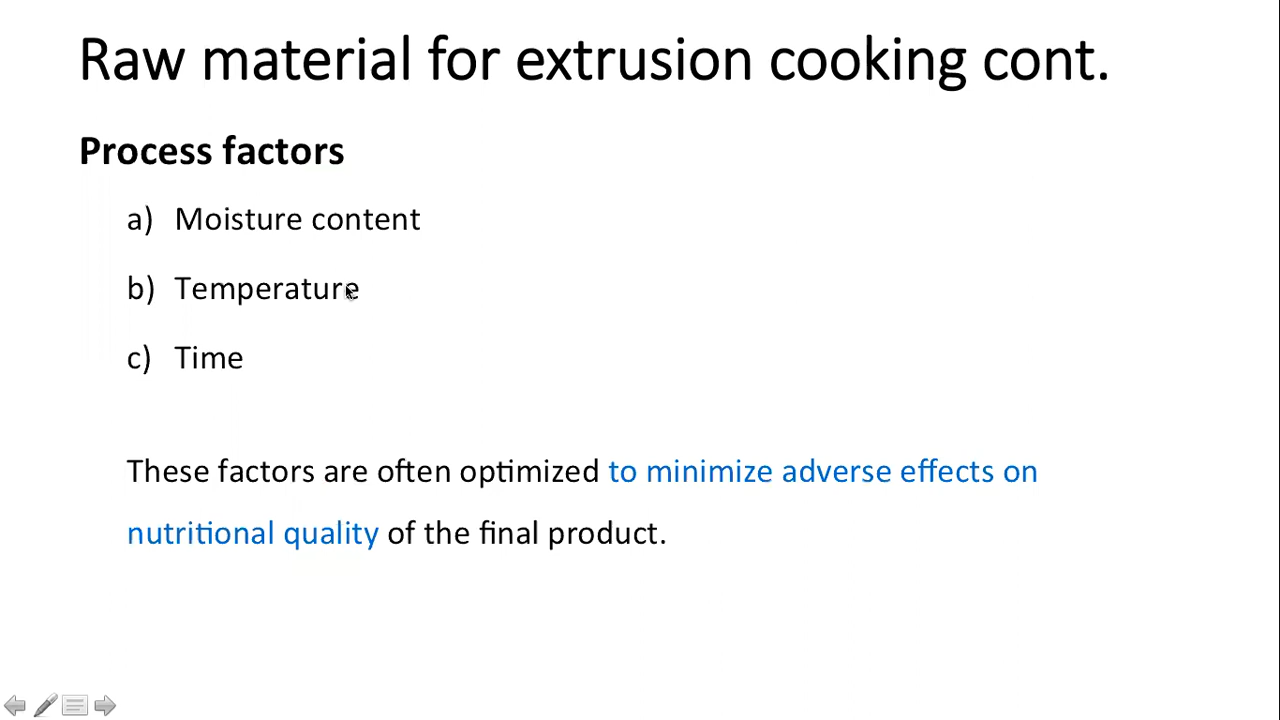 Raw material for extrusion cooking cont.
Process factors
a) Moisture content
b) Temperature
c) Time
These factors are often optimized to minimize adverse effects on
nutritional quality of the final product.